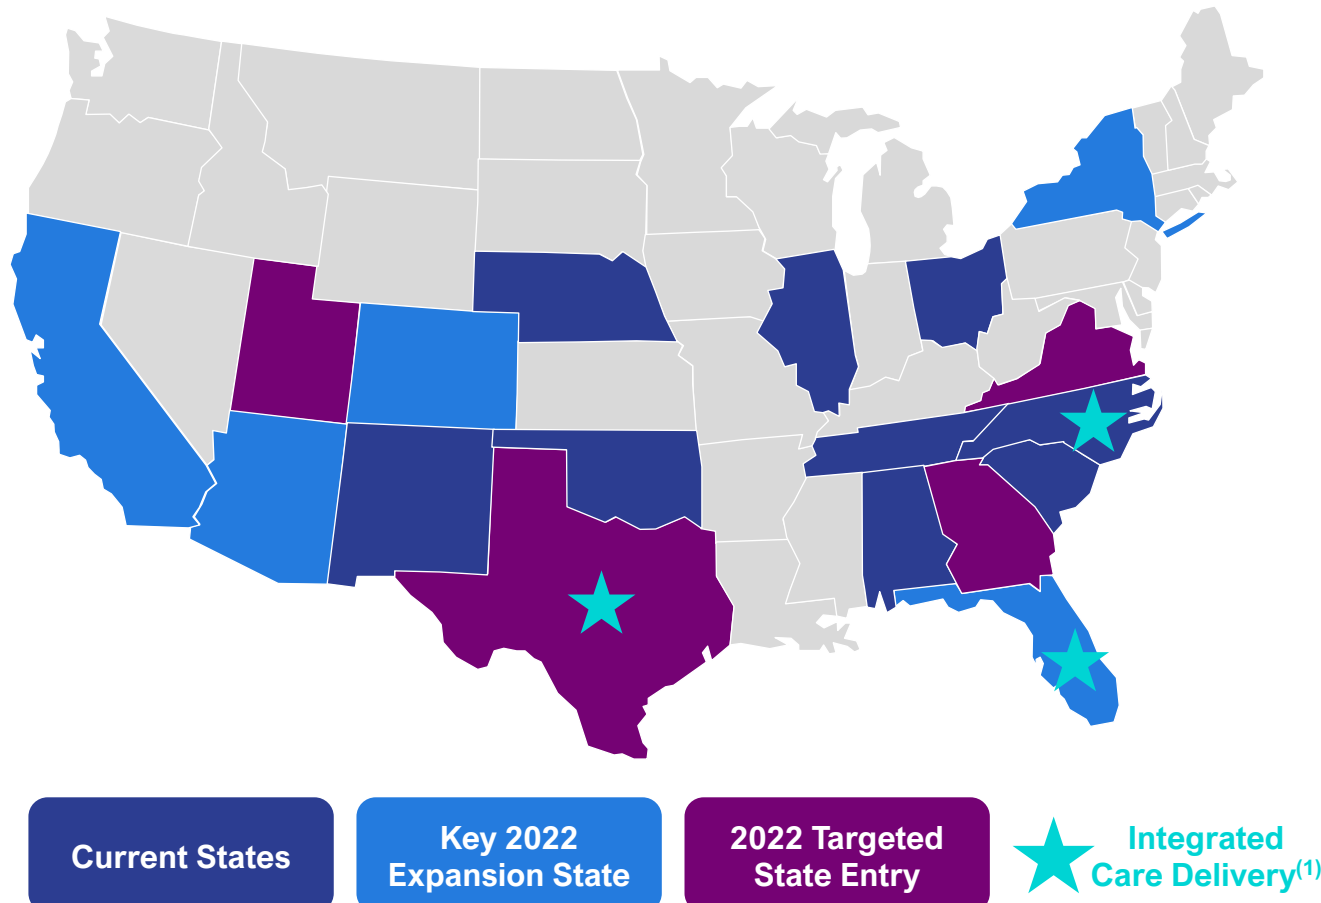 Current States
Key 2022
Expansion State
2022 Targeted
State Entry
Integrated
Care Delivery(1)